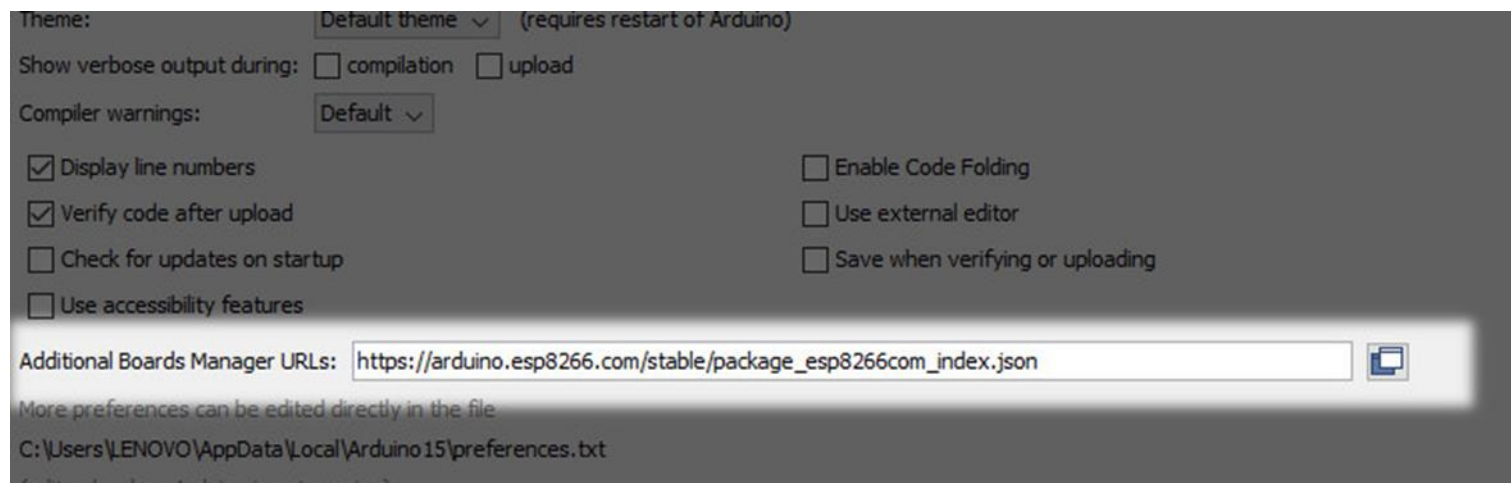 Theme: Default theme (requires restart of Arduino)
Show verbose output during: compilation upload
Compiler warnings: Default
Display line numbers Enable Code Folding
Verify code after upload Use external editor
Check for updates on startup Save when verifying or uploading
Use accessibility features
Additional Boards Manager URLs: https://arduino.esp8266.com/stable/package_esp8266com_index.json
More preferences can be edited directly in the file
C:\Users\LENOVO\AppData\Local\Arduino15\preferences.txt